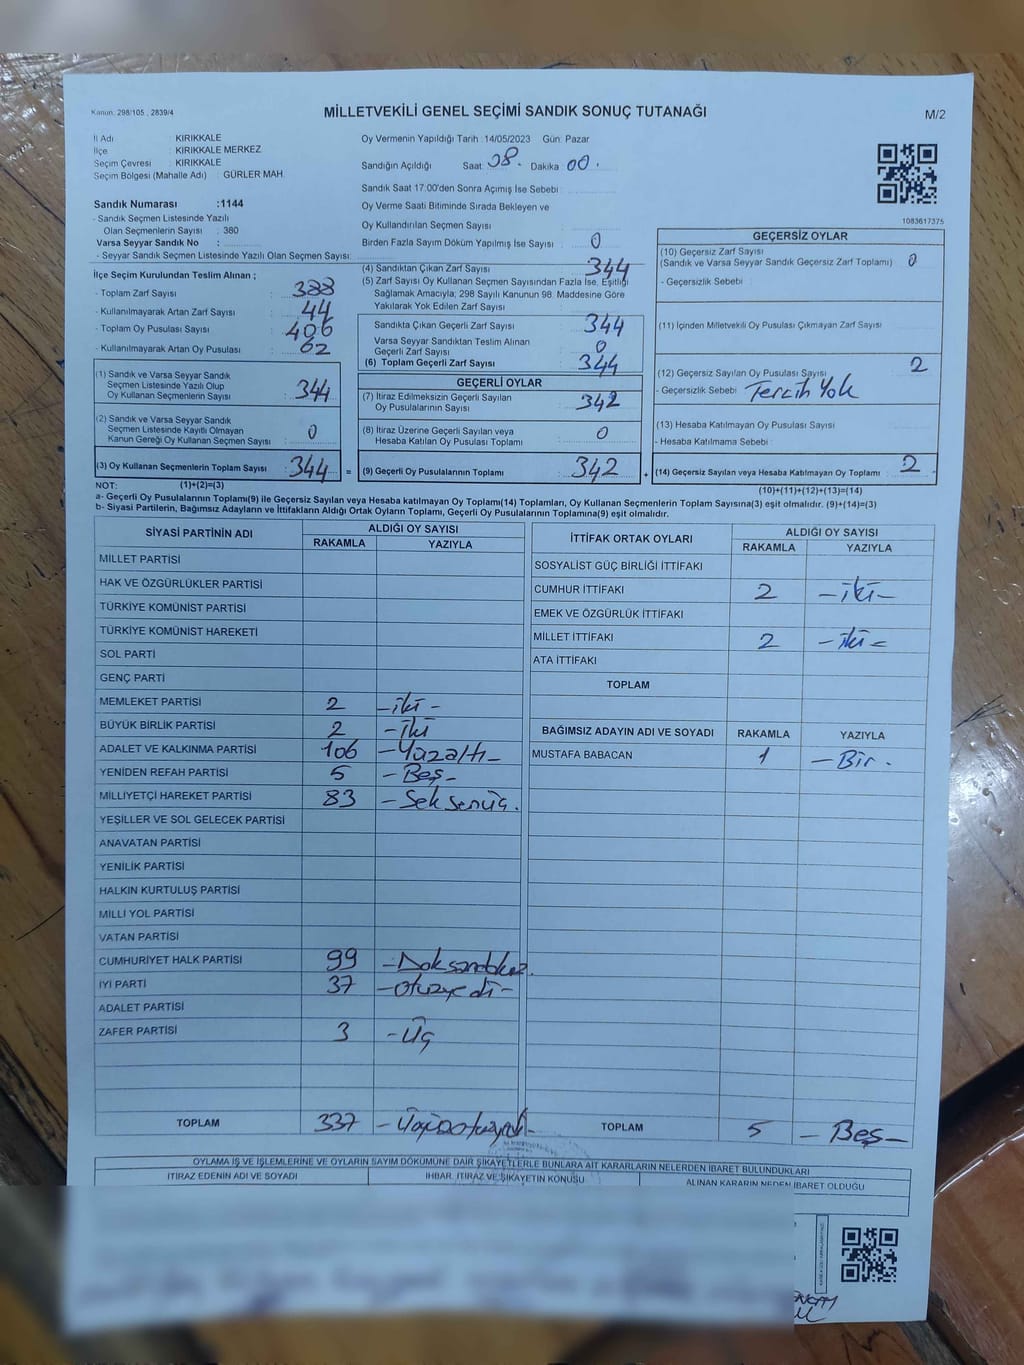 Kanun, 298/105 , 2839/4
MİLLETVEKİLİ GENEL SEÇİMİ SANDIK SONUÇ TUTANAĞI
M/2
İl Adı : KIRIKKALE
İlçe : KIRIKKALE MERKEZ
Seçim Çevresi : KIRIKKALE
Seçim Bölgesi (Mahalle Adı) : GÜRLER MAH.
Sandık Numarası :1144
- Sandık Seçmen Listesinde Yazılı
Olan Seçmenlerin Sayısı : 380
Varsa Seyyar Sandık No :
- Seyyar Sandık Seçmen Listesinde Yazılı Olan Seçmen Sayısı:
Oy Vermenin Yapıldığı Tarih 14/05/2023 Gün: Pazar
Sandığın Açıldığı Saat: 08. Dakika 00.
Sandık Saat 17.00'den Sonra Açımış İse Sebebi :
Oy Verme Saati Bitiminde Sırada Bekleyen ve
Oy Kullandırılan Seçmen Sayısı :
Birden Fazla Sayım Döküm Yapılmış İse Sayısı : 0
1083617375
İlçe Seçim Kurulundan Teslim Alınan ;
- Toplam Zarf Sayısı : 388
- Kullanılmayarak Artan Zarf Sayısı : 44
- Toplam Oy Pusulası Sayısı : 406
- Kullanılmayarak Artan Oy Pusulası : 62
(4) Sandıktan Çıkan Zarf Sayısı : 344
(5) Zarf Sayısı Oy Kullanan Seçmen Sayısından Fazla İse, Eşitliği
Sağlamak Amacıyla; 298 Sayılı Kanunun 98. Maddesine Göre
Yakılarak Yok Edilen Zarf Sayısı :
Sandıkta Çıkan Geçerli Zarf Sayısı : 344
Varsa Seyyar Sandıktan Teslim Alınan
Geçerli Zarf Sayısı : 0
(6) Toplam Geçerli Zarf Sayısı : 344
GEÇERSİZ OYLAR
(10) Geçersiz Zarf Sayısı
(Sandık ve Varsa Seyyar Sandık Geçersiz Zarf Toplamı) : 0
- Geçersizlik Sebebi :
(11) İçinden Milletvekili Oy Pusulası Çıkmayan Zarf Sayısı :
(12) Geçersiz Sayılan Oy Pusulası Sayısı : 2
- Geçersizlik Sebebi : Tercih Yok
(13) Hesaba Katılmayan Oy Pusulası Sayısı :
- Hesaba Katılmama Sebebi :
(14) Geçersiz Sayılan veya Hesaba Katılmayan Oy Toplamı : 2
(1) Sandık ve Varsa Seyyar Sandık
Seçmen Listesinde Yazılı Olup
Oy Kullanan Seçmenlerin Sayısı : 344
(2) Sandık ve Varsa Seyyar Sandık
Seçmen Listesinde Kayıtlı Olmayan
Kanun Gereği Oy Kullanan Seçmen Sayısı : 0
(3) Oy Kullanan Seçmenlerin Toplam Sayısı : 344 =
GEÇERLİ OYLAR
(7) İtiraz Edilmeksizin Geçerli Sayılan
Oy Pusulalarının Sayısı : 342
(8) İtiraz Üzerine Geçerli Sayılan veya
Hesaba Katılan Oy Pusulası Toplamı : 0
(9) Geçerli Oy Pusulalarının Toplamı : 342 +
NOT: (1)+(2)=(3)
(10)+(11)+(12)+(13)=(14)
a- Geçerli Oy Pusulalarının Toplamı(9) ile Geçersiz Sayılan veya Hesaba katılmayan Oy Toplamı(14) Toplamları, Oy Kullanan Seçmenlerin Toplam Sayısına(3) eşit olmalıdır. (9)+(14)=(3)
b- Siyasi Partilerin, Bağımsız Adayların ve İttifakların Aldığı Ortak Oyların Toplamı, Geçerli Oy Pusulalarının Toplamına(9) eşit olmalıdır.
SİYASİ PARTİNİN ADI
ALDIĞI OY SAYISI
RAKAMLA YAZIYLA
MİLLET PARTİSİ
HAK VE ÖZGÜRLÜKLER PARTİSİ
TÜRKİYE KOMÜNİST PARTİSİ
TÜRKİYE KOMÜNİST HAREKETİ
SOL PARTİ
GENÇ PARTİ
MEMLEKET PARTİSİ 2 -iki-
BÜYÜK BİRLİK PARTİSİ 2 -iki
ADALET VE KALKINMA PARTİSİ 106 -Yüzaltı-
YENİDEN REFAH PARTİSİ 5 -Beş-
MİLLİYETÇİ HAREKET PARTİSİ 83 -Seksenüç.
YEŞİLLER VE SOL GELECEK PARTİSİ
ANAVATAN PARTİSİ
YENİLİK PARTİSİ
HALKIN KURTULUŞ PARTİSİ
MİLLİ YOL PARTİSİ
VATAN PARTİSİ
CUMHURİYET HALK PARTİSİ 99 -Doksandokuz.
İYİ PARTİ 37 -otuzyedi-
ADALET PARTİSİ
ZAFER PARTİSİ 3 -Üç
TOPLAM 337 -Üçyüzotuzyedi-
İTTİFAK ORTAK OYLARI
ALDIĞI OY SAYISI
RAKAMLA YAZIYLA
SOSYALİST GÜÇ BİRLİĞİ İTTİFAKI
CUMHUR İTTİFAKI 2 -iki-
EMEK VE ÖZGÜRLÜK İTTİFAKI
MİLLET İTTİFAKI 2 -iki-
ATA İTTİFAKI
TOPLAM
BAĞIMSIZ ADAYIN ADI VE SOYADI RAKAMLA YAZIYLA
MUSTAFA BABACAN 1 -Bir.
TOPLAM 5 -Beş-
OYLAMA İŞ VE İŞLEMLERİNE VE OYLARIN SAYIM DÖKÜMÜNE DAİR ŞİKAYETLERLE BUNLARA AİT KARARLARIN NELERDEN İBARET BULUNDUKLARI
İTİRAZ EDENİN ADI VE SOYADI
İHBAR, İTİRAZ VE ŞİKAYETİN KONUSU
ALINAN KARARIN NEDEN İBARET OLDUĞU